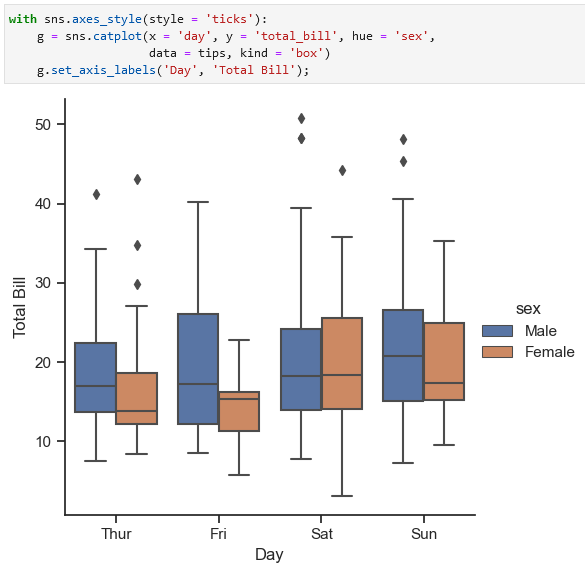 with sns.axes_style(style = 'ticks'):
    g = sns.catplot(x = 'day', y = 'total_bill', hue = 'sex',
                    data = tips, kind = 'box')
    g.set_axis_labels('Day', 'Total Bill');
50
40
30
20
10
Total Bill
Thur Fri Sat Sun
Day
sex
Male
Female